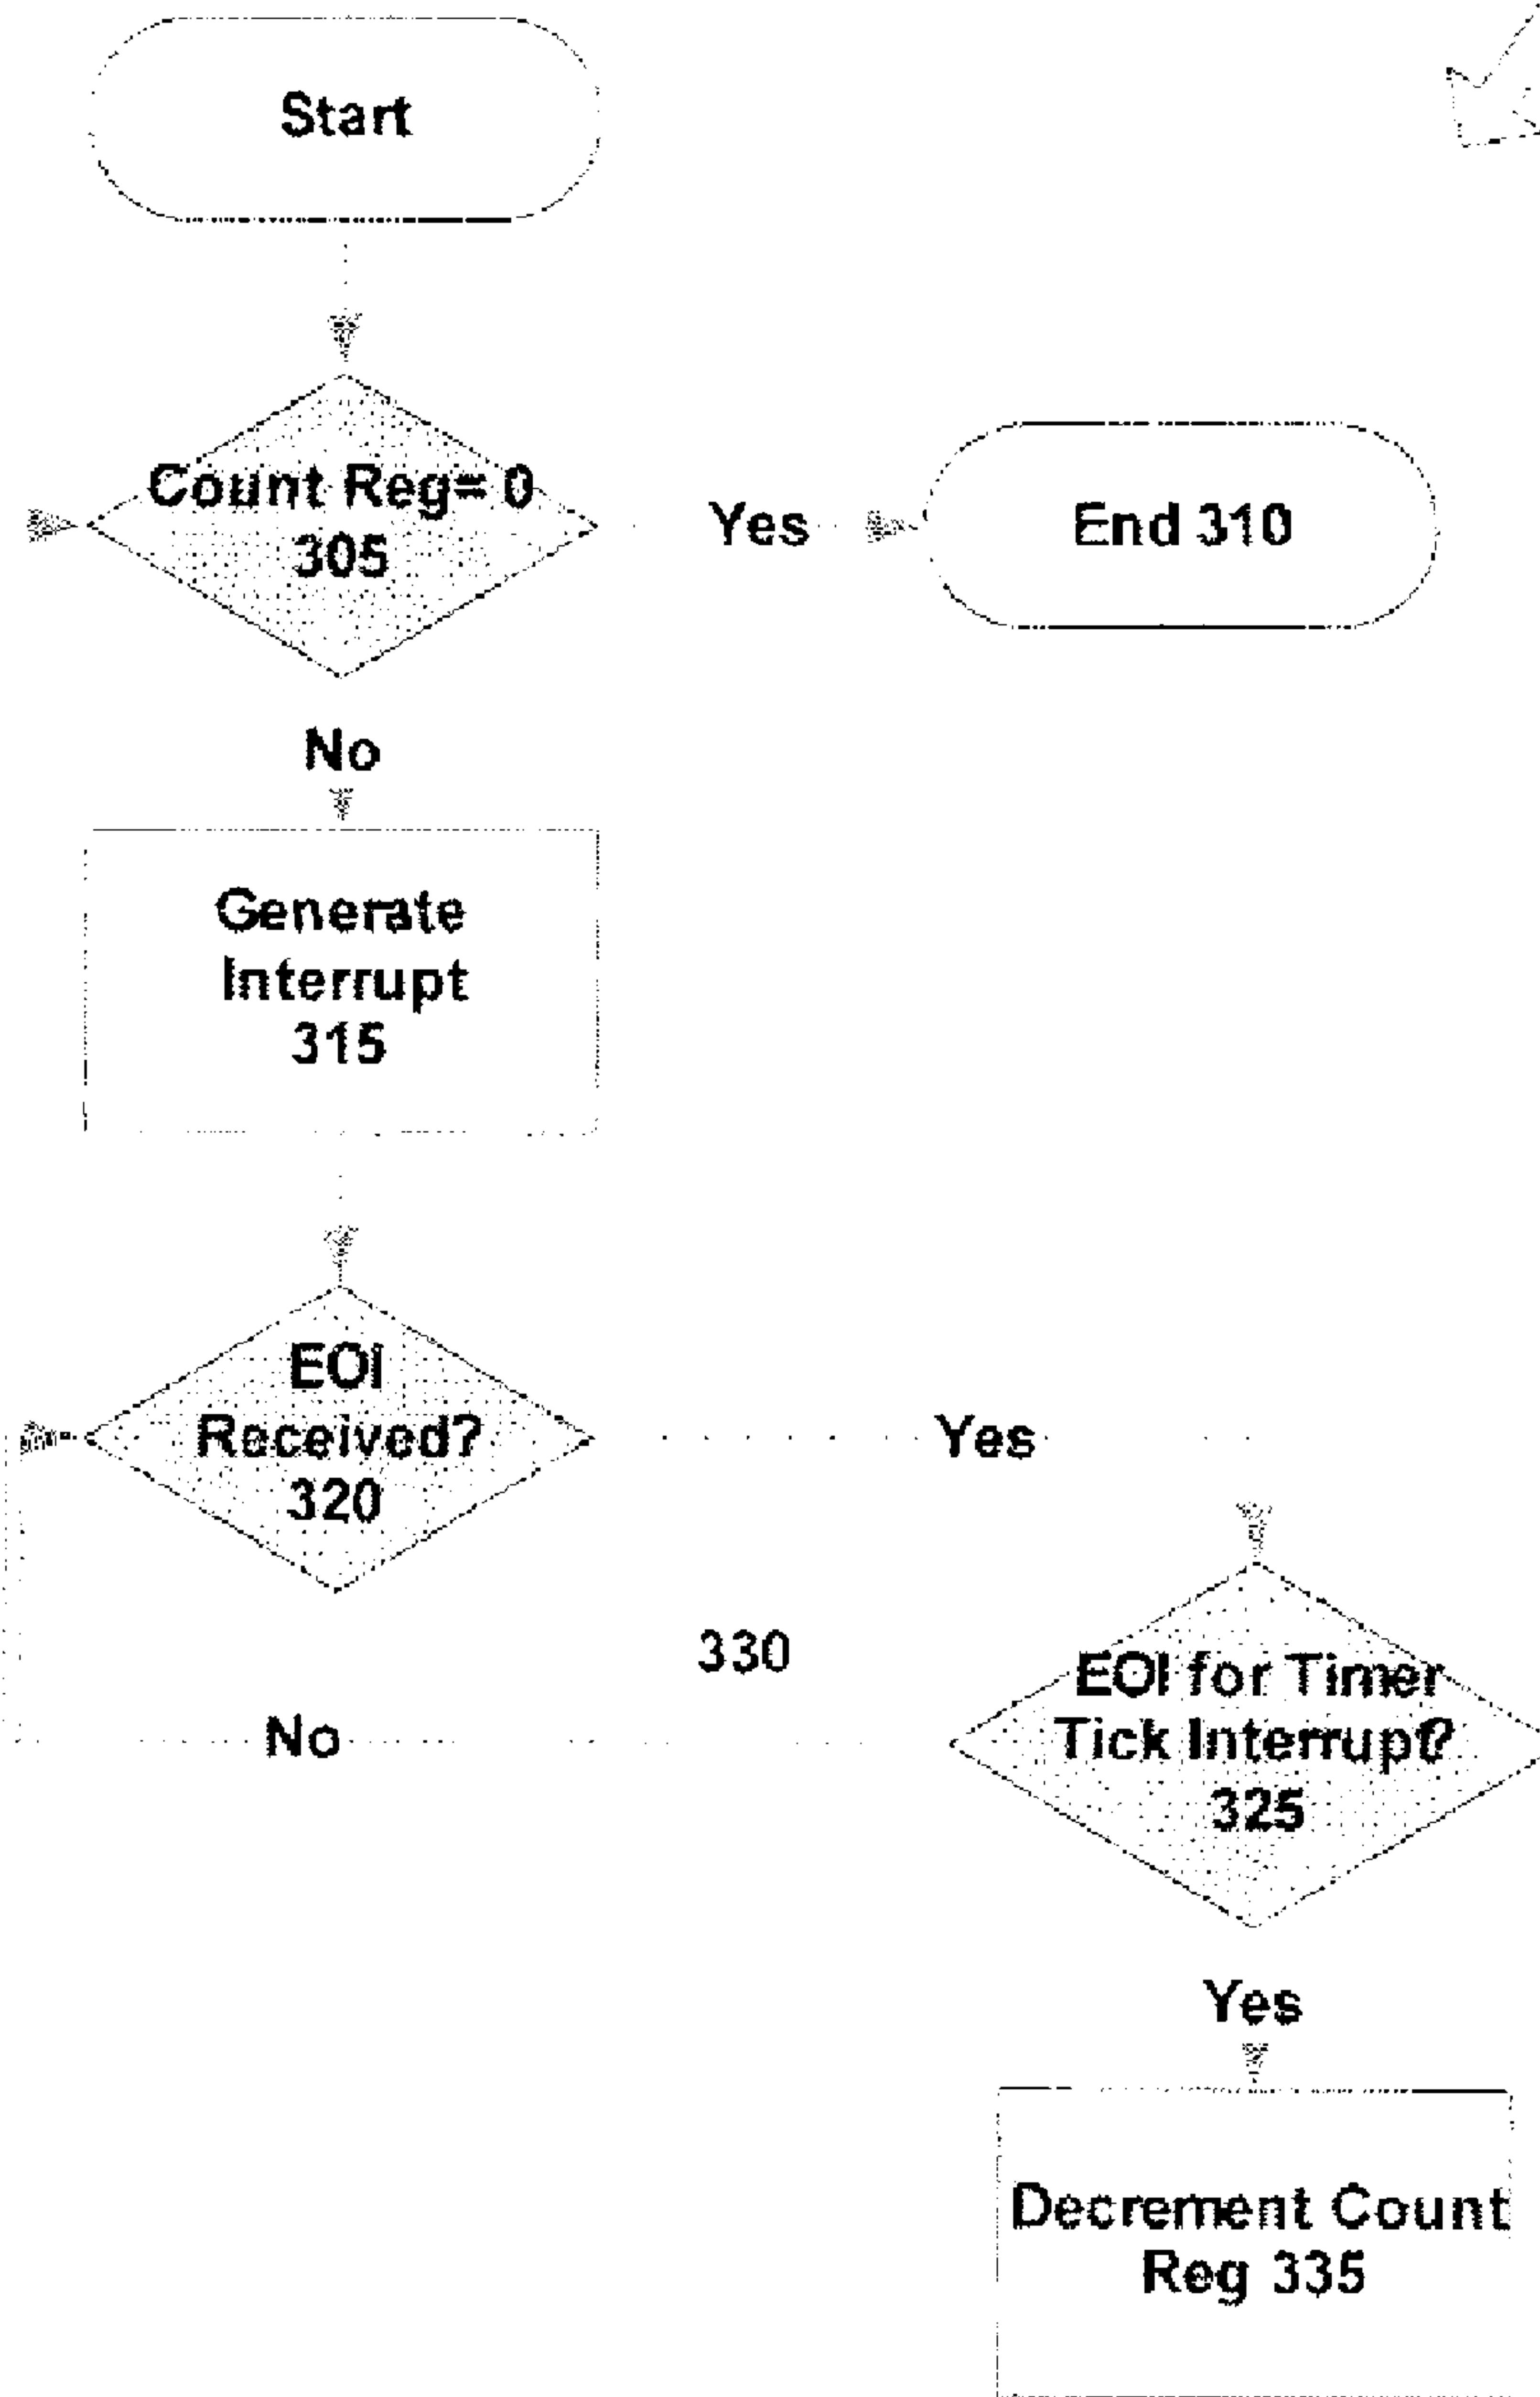 Start
Count Reg= 0
305
Yes
End 310
No
Generate
Interrupt
315
EOI
Received?
320
Yes
330
EOI for Timer
Tick Interrupt?
325
No
Yes
Decrement Count
Reg 335